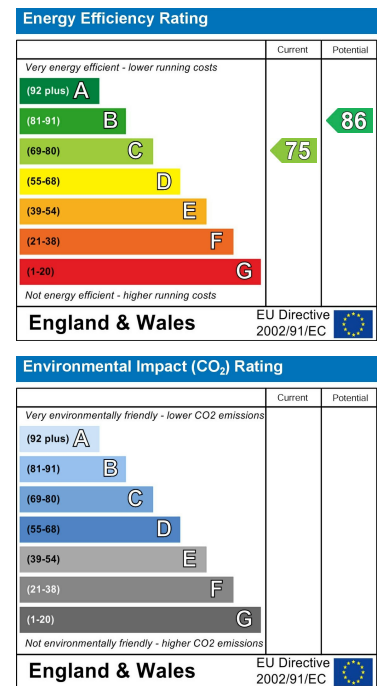 Energy Efficiency Rating
Current Potential
Very energy efficient - lower running costs
(92 plus) A
(81-91) B 86
(69-80) C 75
(55-68) D
(39-54) E
(21-38) F
(1-20) G
Not energy efficient - higher running costs
England & Wales EU Directive
2002/91/EC
Environmental Impact (CO₂) Rating
Current Potential
Very environmentally friendly - lower CO2 emissions
(92 plus) A
(81-91) B
(69-80) C
(55-68) D
(39-54) E
(21-38) F
(1-20) G
Not environmentally friendly - higher CO2 emissions
England & Wales EU Directive
2002/91/EC